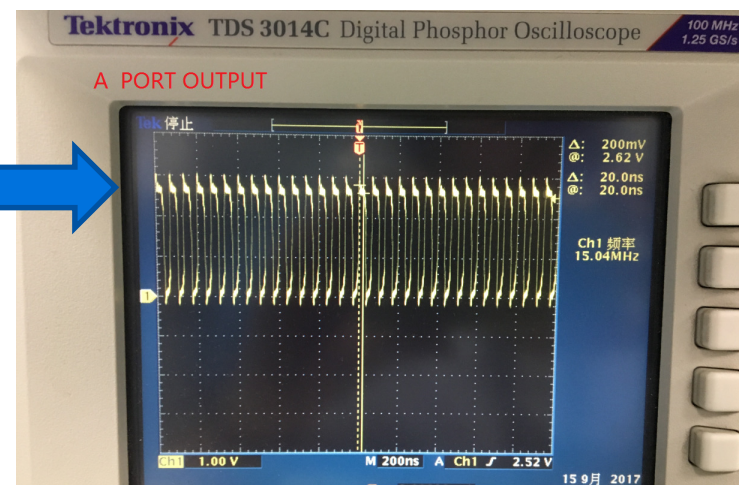 Tektronix TDS 3014C Digital Phosphor Oscilloscope
100 MHz
1.25 GS/s
A PORT OUTPUT
Tek 停止
T
Δ: 200mV
@: 2.62 V
Δ: 20.0ns
@: 20.0ns
Ch1 频率
15.04MHz
1
Ch1 1.00 V M 200ns A Ch1 ƒ 2.52 V
15 9月 2017